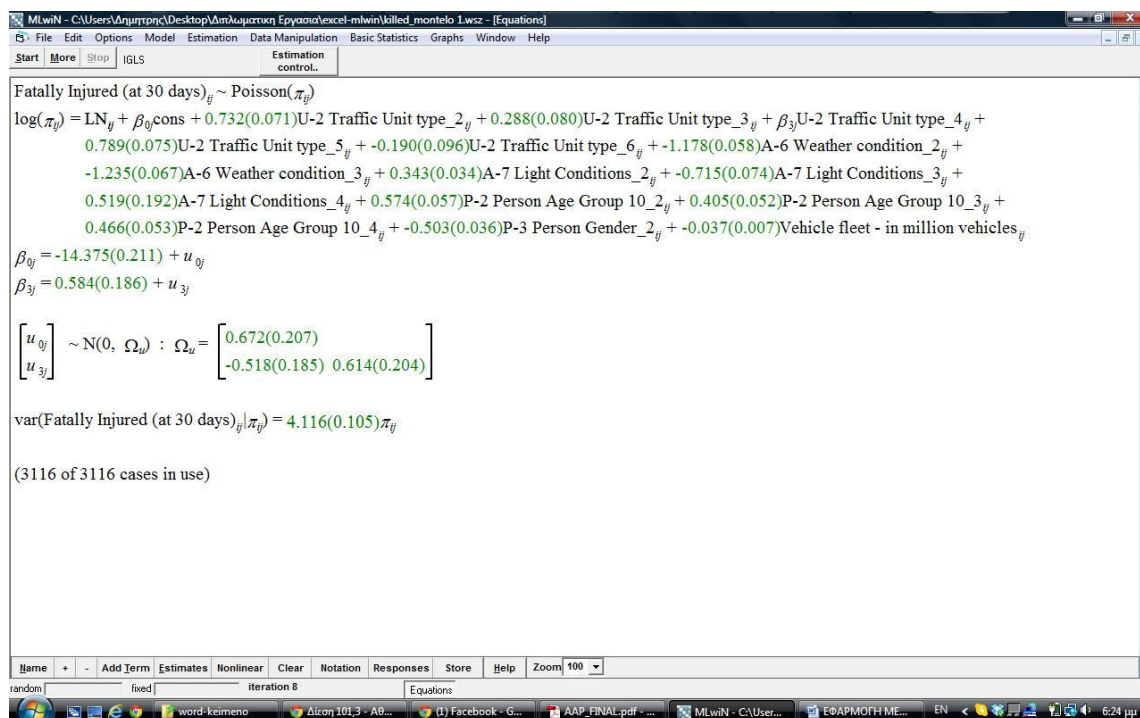 MLwiN - C:\Users\Δημητρης\Desktop\Διπλωματικη Εργασια\excel-mlwin\killed_montelo 1.wsz - [Equations]
File Edit Options Model Estimation Data Manipulation Basic Statistics Graphs Window Help
Start More Stop IGLS Estimation control..
Fatally Injured (at 30 days)ij ~ Poisson(πij)
log(πij) = LNij + β0jcons + 0.732(0.071)U-2 Traffic Unit type_2ij + 0.288(0.080)U-2 Traffic Unit type_3ij + β3jU-2 Traffic Unit type_4ij +
0.789(0.075)U-2 Traffic Unit type_5ij + -0.190(0.096)U-2 Traffic Unit type_6ij + -1.178(0.058)A-6 Weather condition_2ij +
-1.235(0.067)A-6 Weather condition_3ij + 0.343(0.034)A-7 Light Conditions_2ij + -0.715(0.074)A-7 Light Conditions_3ij +
0.519(0.192)A-7 Light Conditions_4ij + 0.574(0.057)P-2 Person Age Group 10_2ij + 0.405(0.052)P-2 Person Age Group 10_3ij +
0.466(0.053)P-2 Person Age Group 10_4ij + -0.503(0.036)P-3 Person Gender_2ij + -0.037(0.007)Vehicle fleet - in million vehiclesij
β0j = -14.375(0.211) + u0j
β3j = 0.584(0.186) + u3j
[u0j] ~ N(0, Ωu) : Ωu = [0.672(0.207)
[u3j] -0.518(0.185) 0.614(0.204)]
var(Fatally Injured (at 30 days)ij|πij) = 4.116(0.105)πij
(3116 of 3116 cases in use)
Name + - Add Term Estimates Nonlinear Clear Notation Responses Store Help Zoom 100
random fixed iteration 8 Equations
word-keimeno Δίεση 101,3 - Αθ... (1) Facebook - G... AAP_FINAL.pdf - ... MLwiN - C:\User... ΕΦΑΡΜΟΓΗ ΜΕ... EN 6:24 μμ